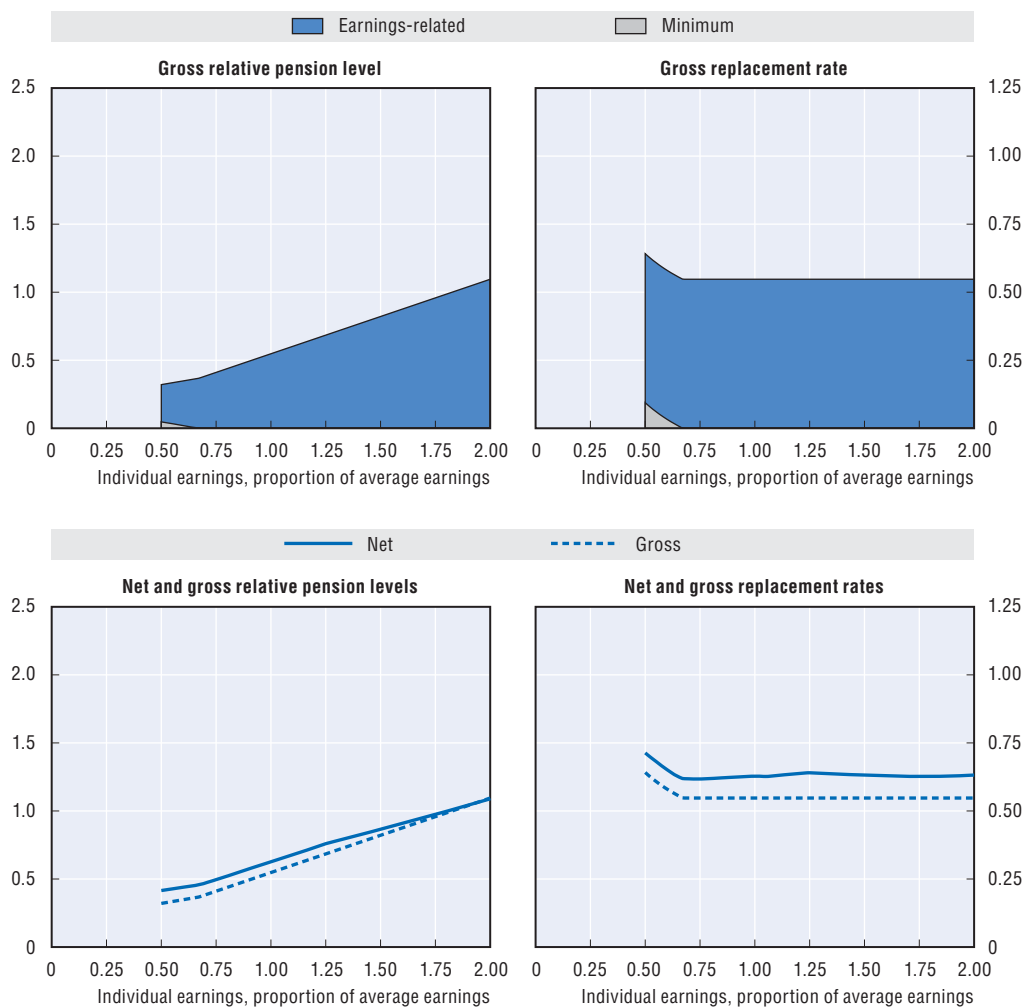 Earnings-related Minimum
Gross relative pension level
2.5
2.0
1.5
1.0
0.5
0
0 0.25 0.50 0.75 1.00 1.25 1.50 1.75 2.00
Individual earnings, proportion of average earnings
Gross replacement rate
1.25
1.00
0.75
0.50
0.25
0
0 0.25 0.50 0.75 1.00 1.25 1.50 1.75 2.00
Individual earnings, proportion of average earnings
Net Gross
Net and gross relative pension levels
2.5
2.0
1.5
1.0
0.5
0
0 0.25 0.50 0.75 1.00 1.25 1.50 1.75 2.00
Individual earnings, proportion of average earnings
Net and gross replacement rates
1.25
1.00
0.75
0.50
0.25
0
0 0.25 0.50 0.75 1.00 1.25 1.50 1.75 2.00
Individual earnings, proportion of average earnings